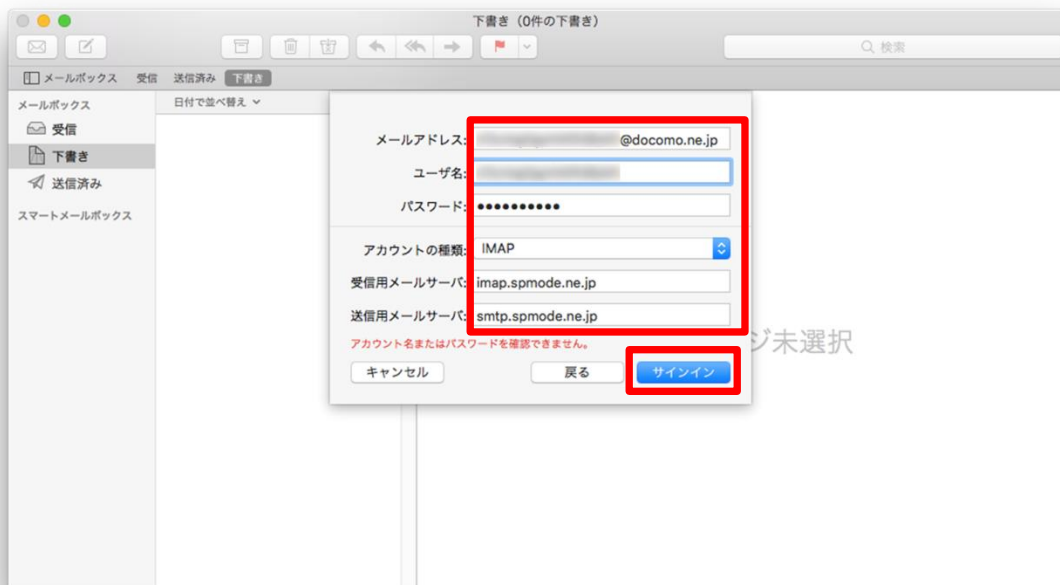 下書き（0件の下書き）
検索
メールボックス 受信 送信済み 下書き
メールボックス
日付で並べ替え
受信
下書き
送信済み
スマートメールボックス
メールアドレス: @docomo.ne.jp
ユーザ名:
パスワード: ••••••••••
アカウントの種類: IMAP
受信用メールサーバ: imap.spmode.ne.jp
送信用メールサーバ: smtp.spmode.ne.jp
アカウント名またはパスワードを確認できません。
ジ未選択
キャンセル 戻る サインイン